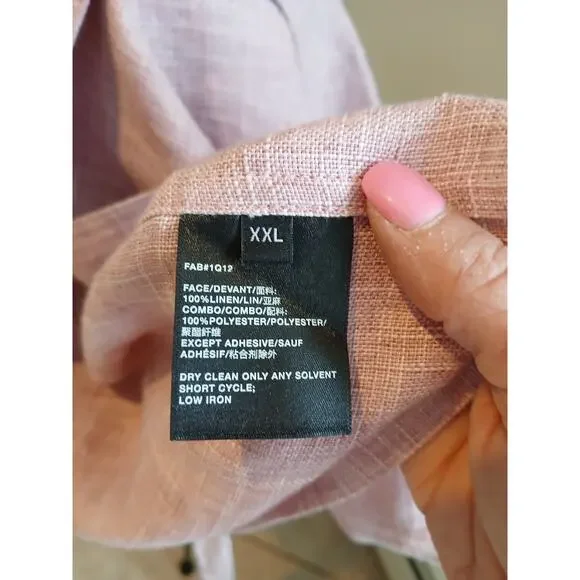 XXL
FAB#1Q12
FACE/DEVANT/面料:
100%LINEN/LIN/亚麻
COMBO/COMBO/配料:
100%POLYESTER/POLYESTER/
聚醋纤维
EXCEPT ADHESIVE/SAUF
ADHÉSIF/粘合剂除外
DRY CLEAN ONLY ANY SOLVENT
SHORT CYCLE;
LOW IRON